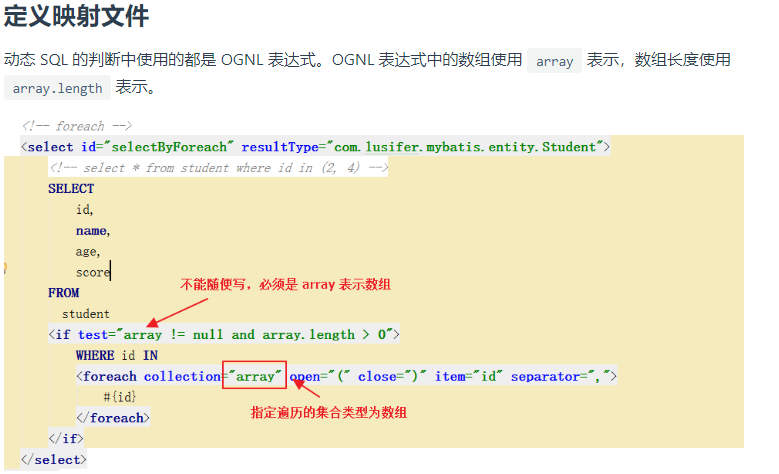 定义映射文件
动态 SQL 的判断中使用的都是 OGNL 表达式。OGNL 表达式中的数组使用 array 表示，数组长度使用
array.length 表示。
<!-- foreach -->
<select id="selectByForeach" resultType="com.lusifer.mybatis.entity.Student">
<!-- select * from student where id in (2, 4) -->
SELECT
id,
name,
age,
score
不能随便写，必须是 array 表示数组
FROM
student
<if test="array != null and array.length > 0">
WHERE id IN
<foreach collection="array" open="(" close=")" item="id" separator=",">
#{id}
指定遍历的集合类型为数组
</foreach>
</if>
</select>